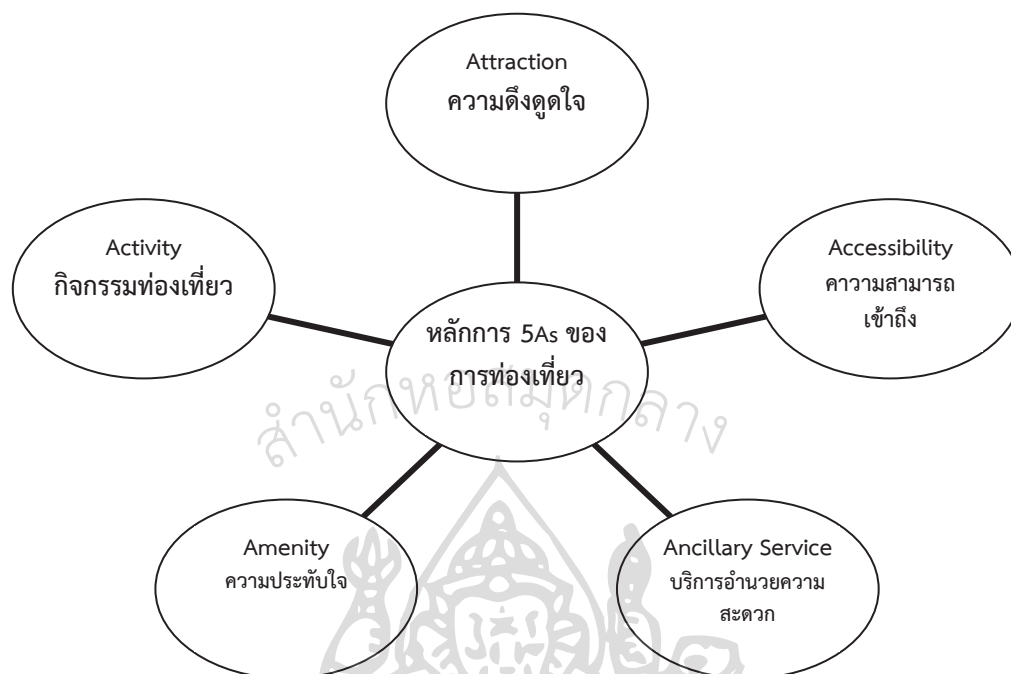 Attraction
ความดึงดูดใจ
Activity
กิจกรรมท่องเที่ยว
Accessibility
คาวามสามารถ
เข้าถึง
หลักการ 5As ของ
การท่องเที่ยว
สำนักหอสมุดกลาง
Amenity
ความประทับใจ
Ancillary Service
บริการอำนวยความ
สะดวก